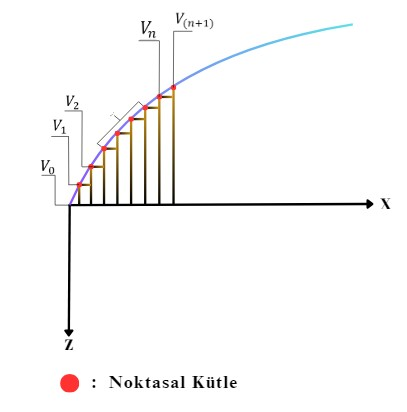 V(n+1)
Vn
V2
V1
V0
X
Z
: Noktasal Kütle